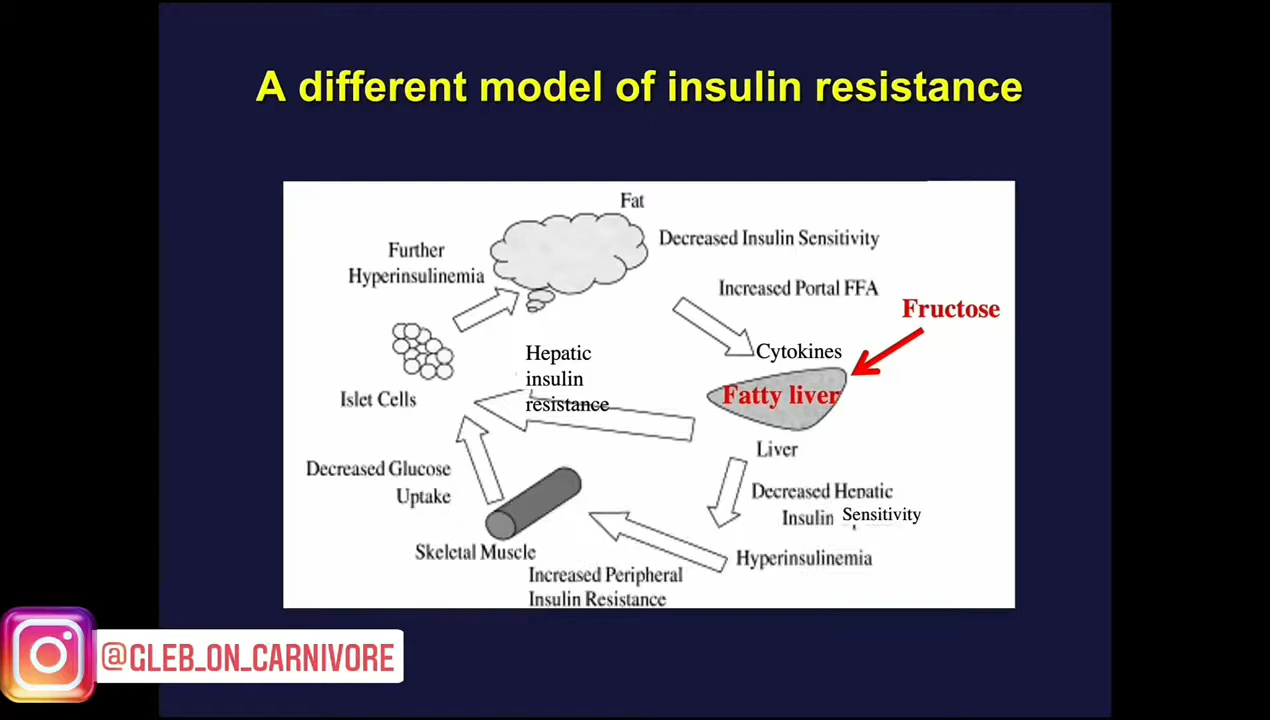 A different model of insulin resistance
Fat
Decreased Insulin Sensitivity
Further
Hyperinsulinemia
Increased Portal FFA
Fructose
Cytokines
Hepatic
insulin
resistance
Fatty liver
Islet Cells
Liver
Decreased Glucose
Uptake
Decreased Hepatic
Insulin Sensitivity
Skeletal Muscle
Hyperinsulinemia
Increased Peripheral
Insulin Resistance
@GLEB_ON_CARNIVORE